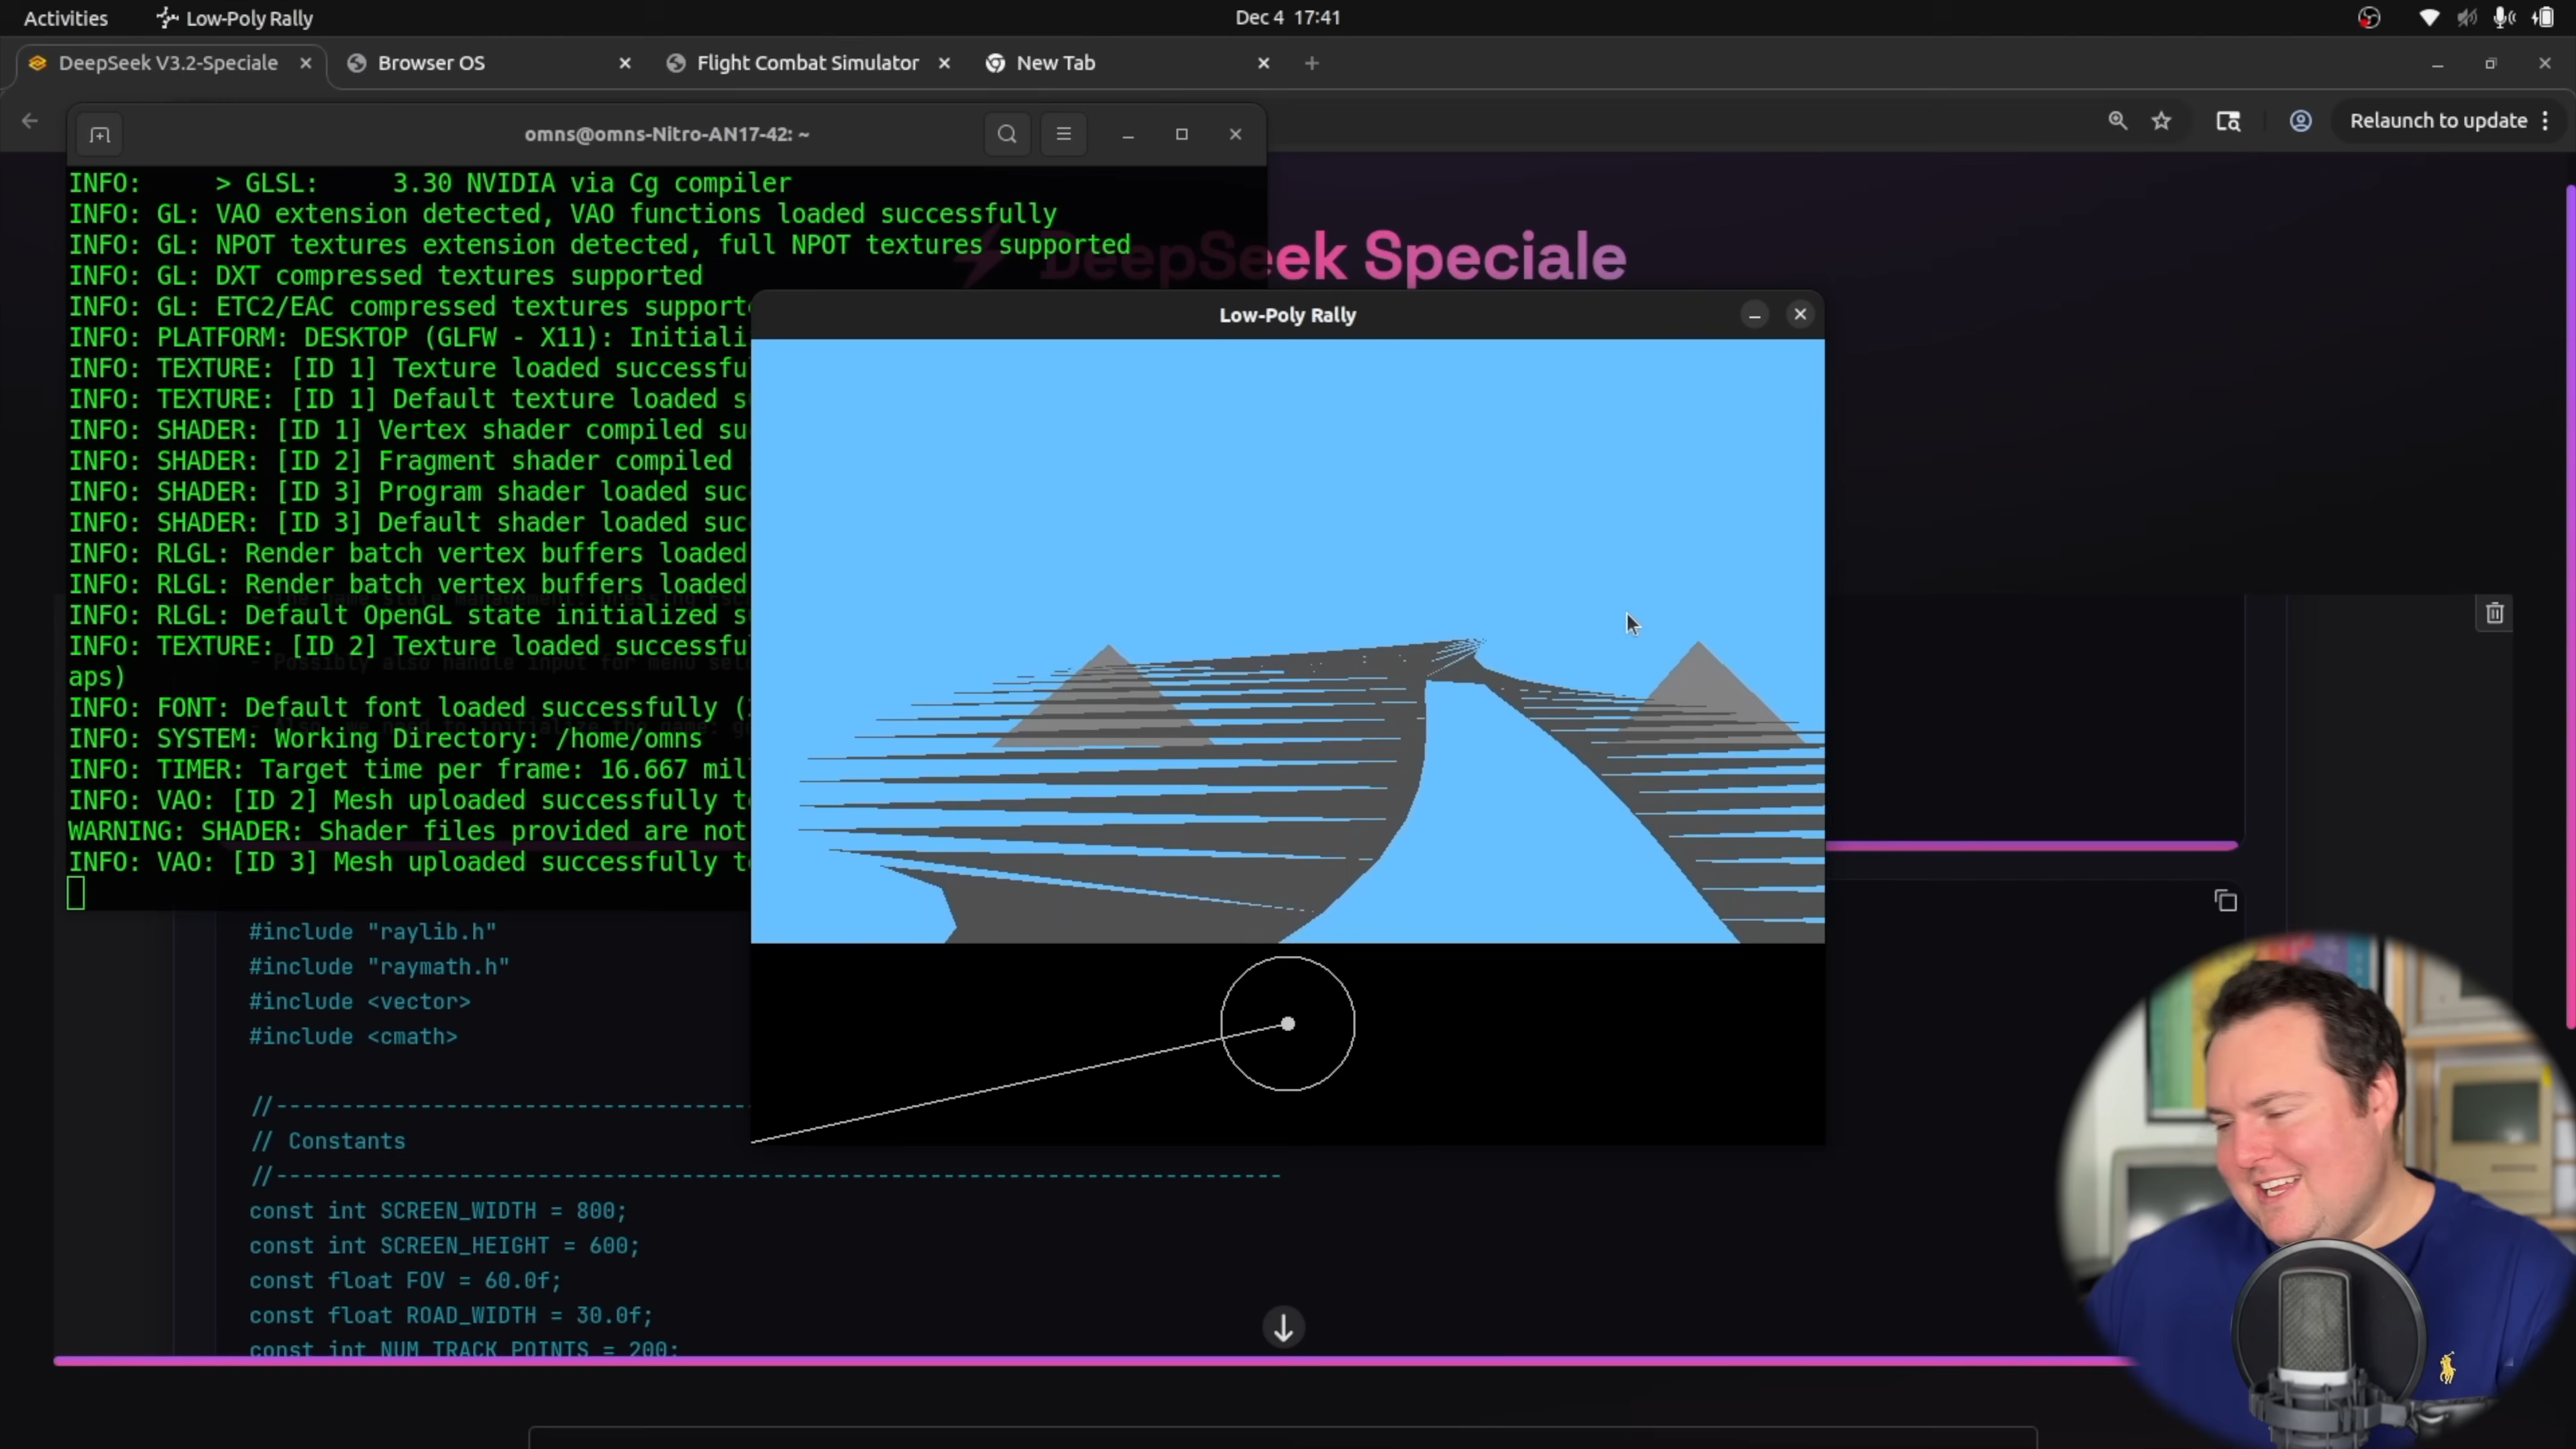 Activities
Low-Poly Rally
Dec 4 17:41
DeepSeek V3.2-Speciale
Browser OS
Flight Combat Simulator
New Tab
Relaunch to update
omns@omns-Nitro-AN17-42: ~
DeepSeek Speciale
INFO: > GLSL: 3.30 NVIDIA via Cg compiler
INFO: GL: VAO extension detected, VAO functions loaded successfully
INFO: GL: NPOT textures extension detected, full NPOT textures supported
INFO: GL: DXT compressed textures supported
INFO: GL: ETC2/EAC compressed textures support
INFO: PLATFORM: DESKTOP (GLFW - X11): Initiali
INFO: TEXTURE: [ID 1] Texture loaded successfu
INFO: TEXTURE: [ID 1] Default texture loaded s
INFO: SHADER: [ID 1] Vertex shader compiled su
INFO: SHADER: [ID 2] Fragment shader compiled
INFO: SHADER: [ID 3] Program shader loaded suc
INFO: SHADER: [ID 3] Default shader loaded suc
INFO: RLGL: Render batch vertex buffers loaded
INFO: RLGL: Render batch vertex buffers loaded
INFO: RLGL: Default OpenGL state initialized s
INFO: TEXTURE: [ID 2] Texture loaded successfu
aps)
INFO: FONT: Default font loaded successfully (
INFO: SYSTEM: Working Directory: /home/omns
INFO: TIMER: Target time per frame: 16.667 mil
INFO: VAO: [ID 2] Mesh uploaded successfully t
WARNING: SHADER: Shader files provided are not
INFO: VAO: [ID 3] Mesh uploaded successfully t
Low-Poly Rally
- Possibly also handle input for menu sel
#include "raylib.h"
#include "raymath.h"
#include <vector>
#include <cmath>
//------------------------------------
// Constants
//------------------------------------------------------------------------------
const int SCREEN_WIDTH = 800;
const int SCREEN_HEIGHT = 600;
const float FOV = 60.0f;
const float ROAD_WIDTH = 30.0f;
const int NUM_TRACK_POINTS = 200;